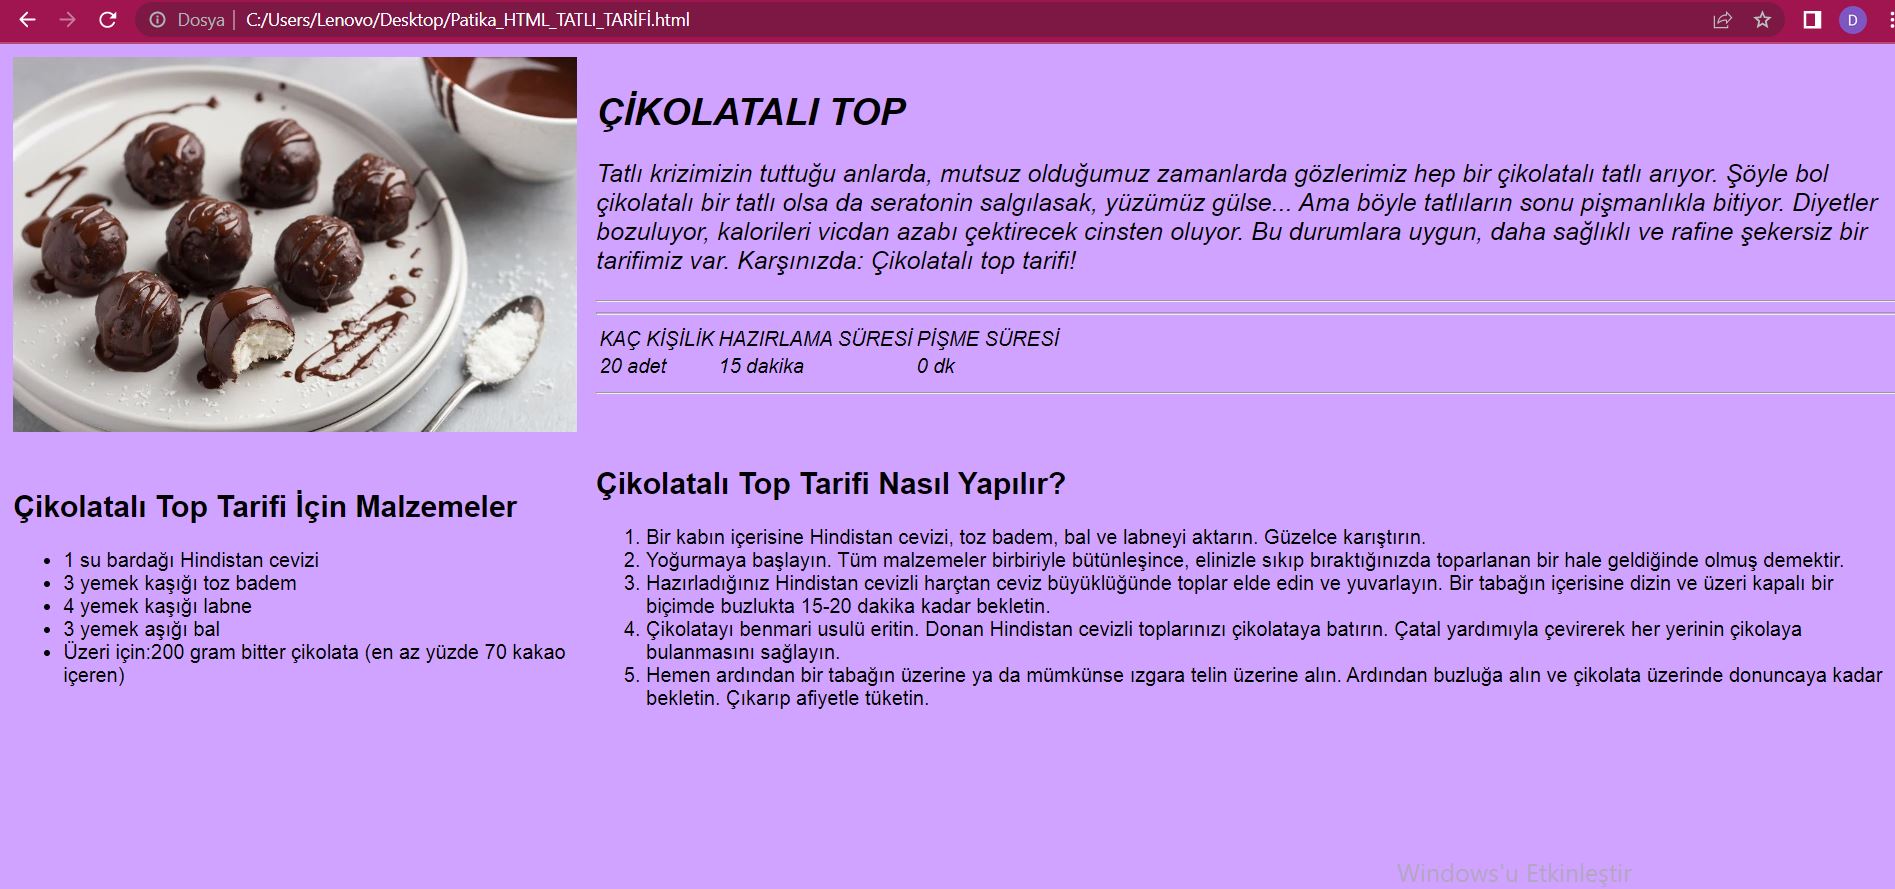 Dosya | C:/Users/Lenovo/Desktop/Patika_HTML_TATLI_TARİFİ.html
D
ÇİKOLATALI TOP
Tatlı krizimizin tuttuğu anlarda, mutsuz olduğumuz zamanlarda gözlerimiz hep bir çikolatalı tatlı arıyor. Şöyle bol
çikolatalı bir tatlı olsa da seratonin salgılasak, yüzümüz gülse... Ama böyle tatlıların sonu pişmanlıkla bitiyor. Diyetler
bozuluyor, kalorileri vicdan azabı çektirecek cinsten oluyor. Bu durumlara uygun, daha sağlıklı ve rafine şekersiz bir
tarifimiz var. Karşınızda: Çikolatalı top tarifi!
KAÇ KİŞİLİK HAZIRLAMA SÜRESİ PİŞME SÜRESİ
20 adet 15 dakika 0 dk
Çikolatalı Top Tarifi İçin Malzemeler
• 1 su bardağı Hindistan cevizi
• 3 yemek kaşığı toz badem
• 4 yemek kaşığı labne
• 3 yemek aşığı bal
• Üzeri için:200 gram bitter çikolata (en az yüzde 70 kakao
içeren)
Çikolatalı Top Tarifi Nasıl Yapılır?
1. Bir kabın içerisine Hindistan cevizi, toz badem, bal ve labneyi aktarın. Güzelce karıştırın.
2. Yoğurmaya başlayın. Tüm malzemeler birbiriyle bütünleşince, elinizle sıkıp bıraktığınızda toparlanan bir hale geldiğinde olmuş demektir.
3. Hazırladığınız Hindistan cevizli harçtan ceviz büyüklüğünde toplar elde edin ve yuvarlayın. Bir tabağın içerisine dizin ve üzeri kapalı bir
biçimde buzlukta 15-20 dakika kadar bekletin.
4. Çikolatayı benmari usulü eritin. Donan Hindistan cevizli toplarınızı çikolataya batırın. Çatal yardımıyla çevirerek her yerinin çikolaya
bulanmasını sağlayın.
5. Hemen ardından bir tabağın üzerine ya da mümkünse ızgara telin üzerine alın. Ardından buzluğa alın ve çikolata üzerinde donuncaya kadar
bekletin. Çıkarıp afiyetle tüketin.
Windows'u Etkinleştir